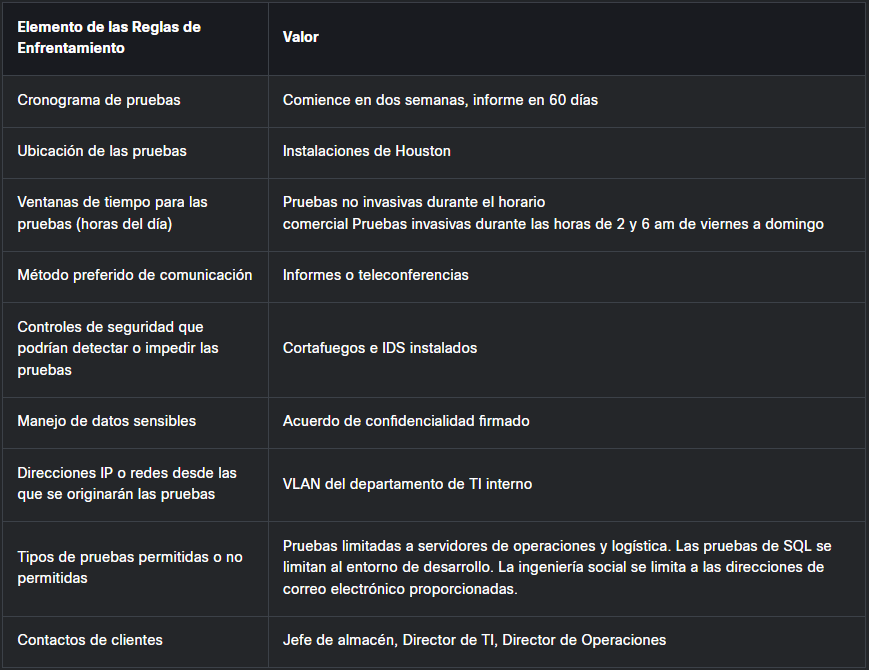 Elemento de las Reglas de
Enfrentamiento
Valor
Cronograma de pruebas
Comience en dos semanas, informe en 60 días
Ubicación de las pruebas
Instalaciones de Houston
Ventanas de tiempo para las
pruebas (horas del día)
Pruebas no invasivas durante el horario
comercial Pruebas invasivas durante las horas de 2 y 6 am de viernes a domingo
Método preferido de comunicación
Informes o teleconferencias
Controles de seguridad que
podrían detectar o impedir las
pruebas
Cortafuegos e IDS instalados
Manejo de datos sensibles
Acuerdo de confidencialidad firmado
Direcciones IP o redes desde las
que se originarán las pruebas
VLAN del departamento de TI interno
Tipos de pruebas permitidas o no
permitidas
Pruebas limitadas a servidores de operaciones y logística. Las pruebas de SQL se
limitan al entorno de desarrollo. La ingeniería social se limita a las direcciones de
correo electrónico proporcionadas.
Contactos de clientes
Jefe de almacén, Director de TI, Director de Operaciones